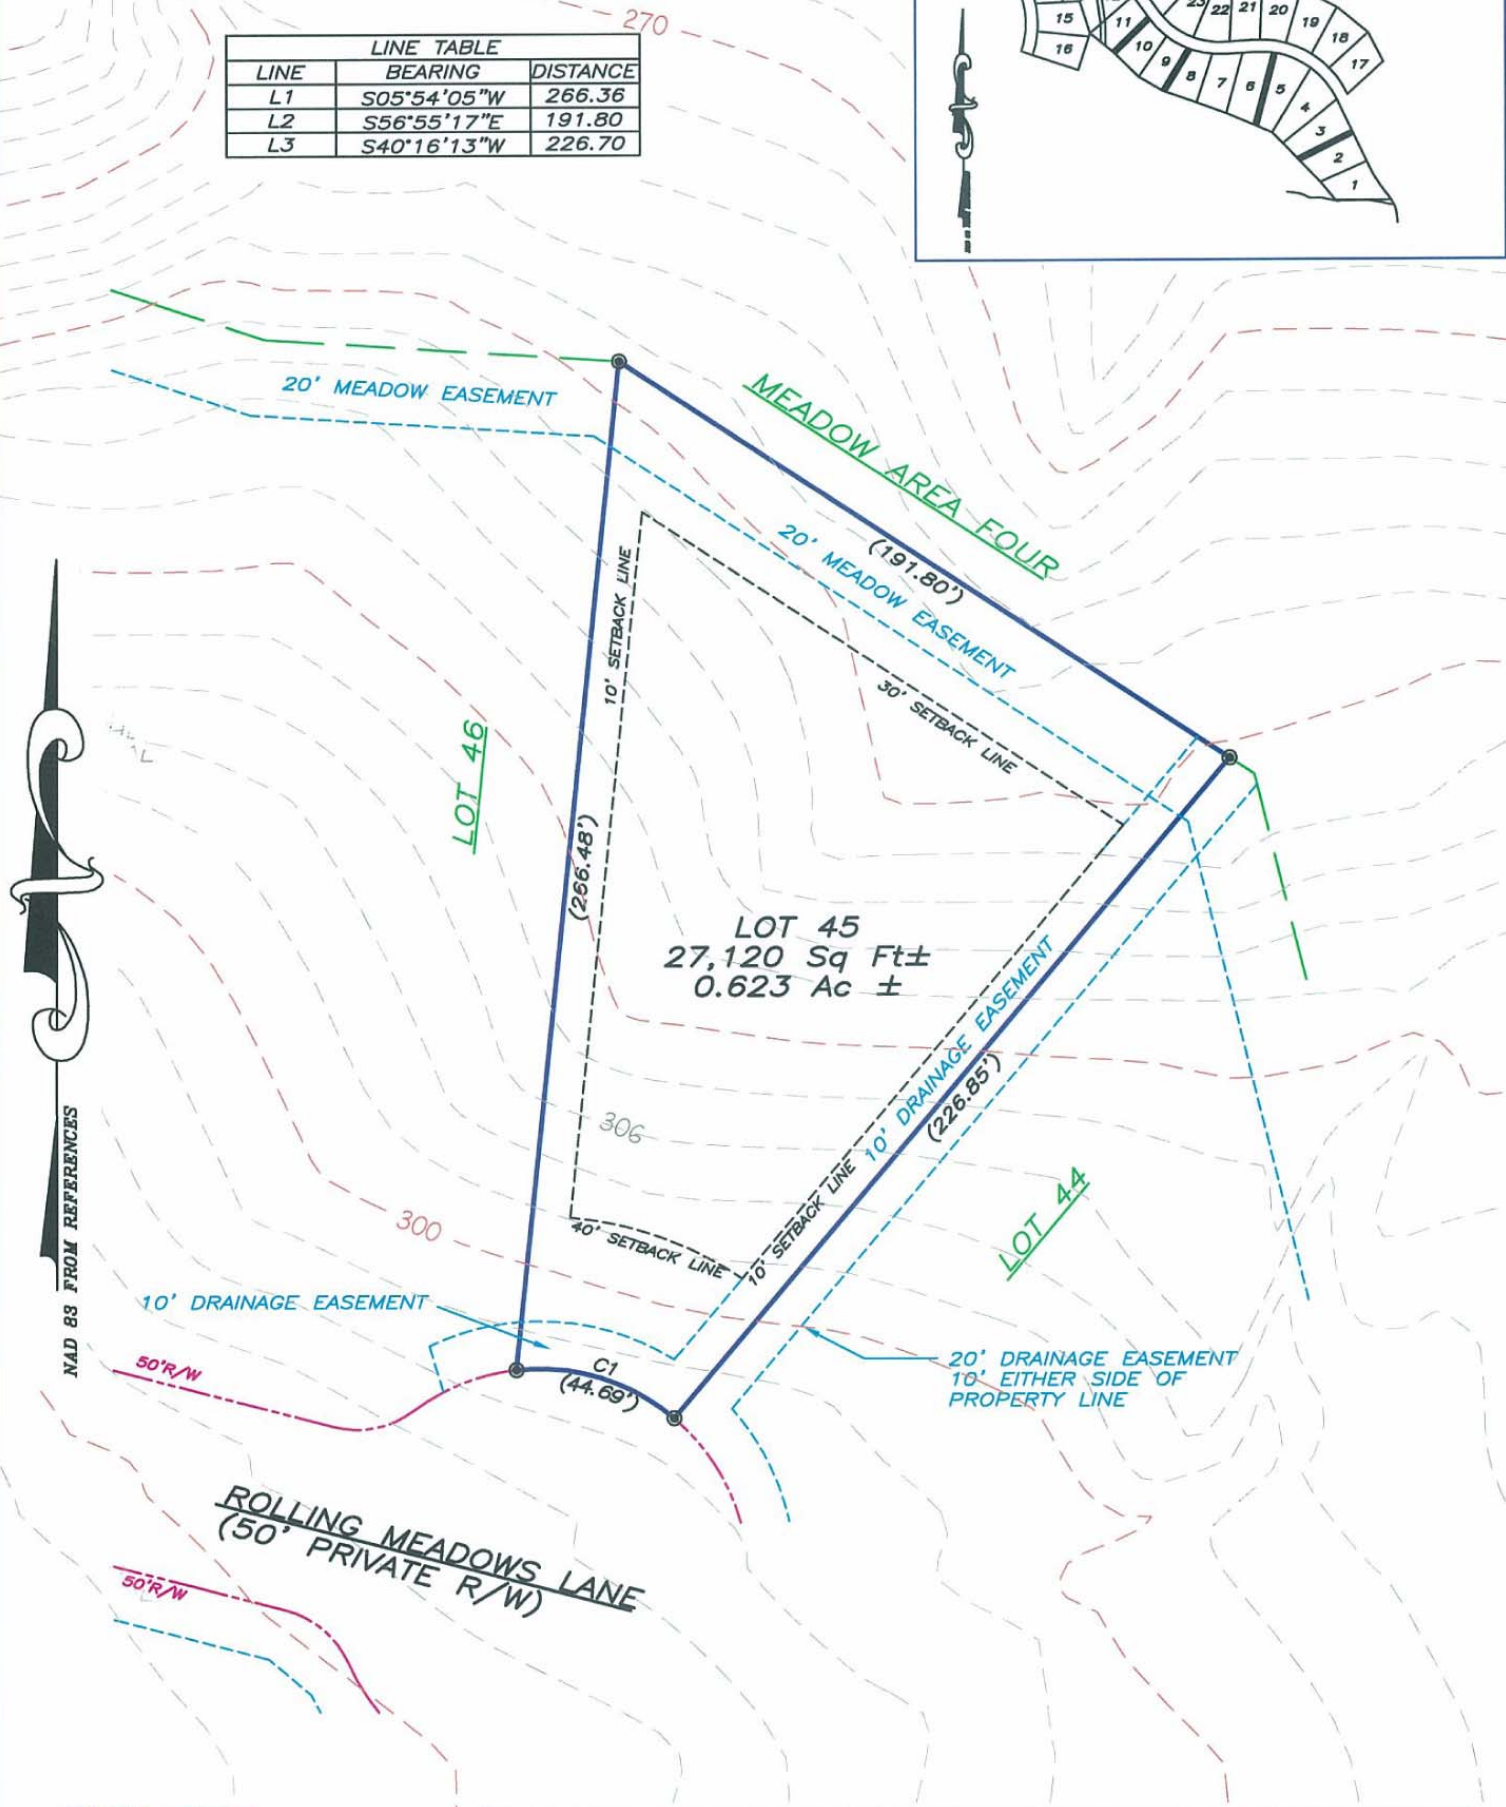 270
LINE TABLE
LINE BEARING DISTANCE
L1 S05°54'05"W 266.36
L2 S56°55'17"E 191.80
L3 S40°16'13"W 226.70
15
16
11
10
9
8
7
6
5
4
3
2
1
23
22
21
20
19
18
17
20' MEADOW EASEMENT
MEADOW AREA FOUR
(191.80')
20' MEADOW EASEMENT
30' SETBACK LINE
10' SETBACK LINE
LOT 46
(266.48')
LOT 45
27,120 Sq Ft±
0.623 Ac ±
10' DRAINAGE EASEMENT
(226.85')
306
10' SETBACK LINE
40' SETBACK LINE
LOT 44
300
10' DRAINAGE EASEMENT
NAD 83 FROM REFERENCES
50'R/W
C1
(44.69')
20' DRAINAGE EASEMENT
10' EITHER SIDE OF
PROPERTY LINE
ROLLING MEADOWS LANE
(50' PRIVATE R/W)
50'R/W